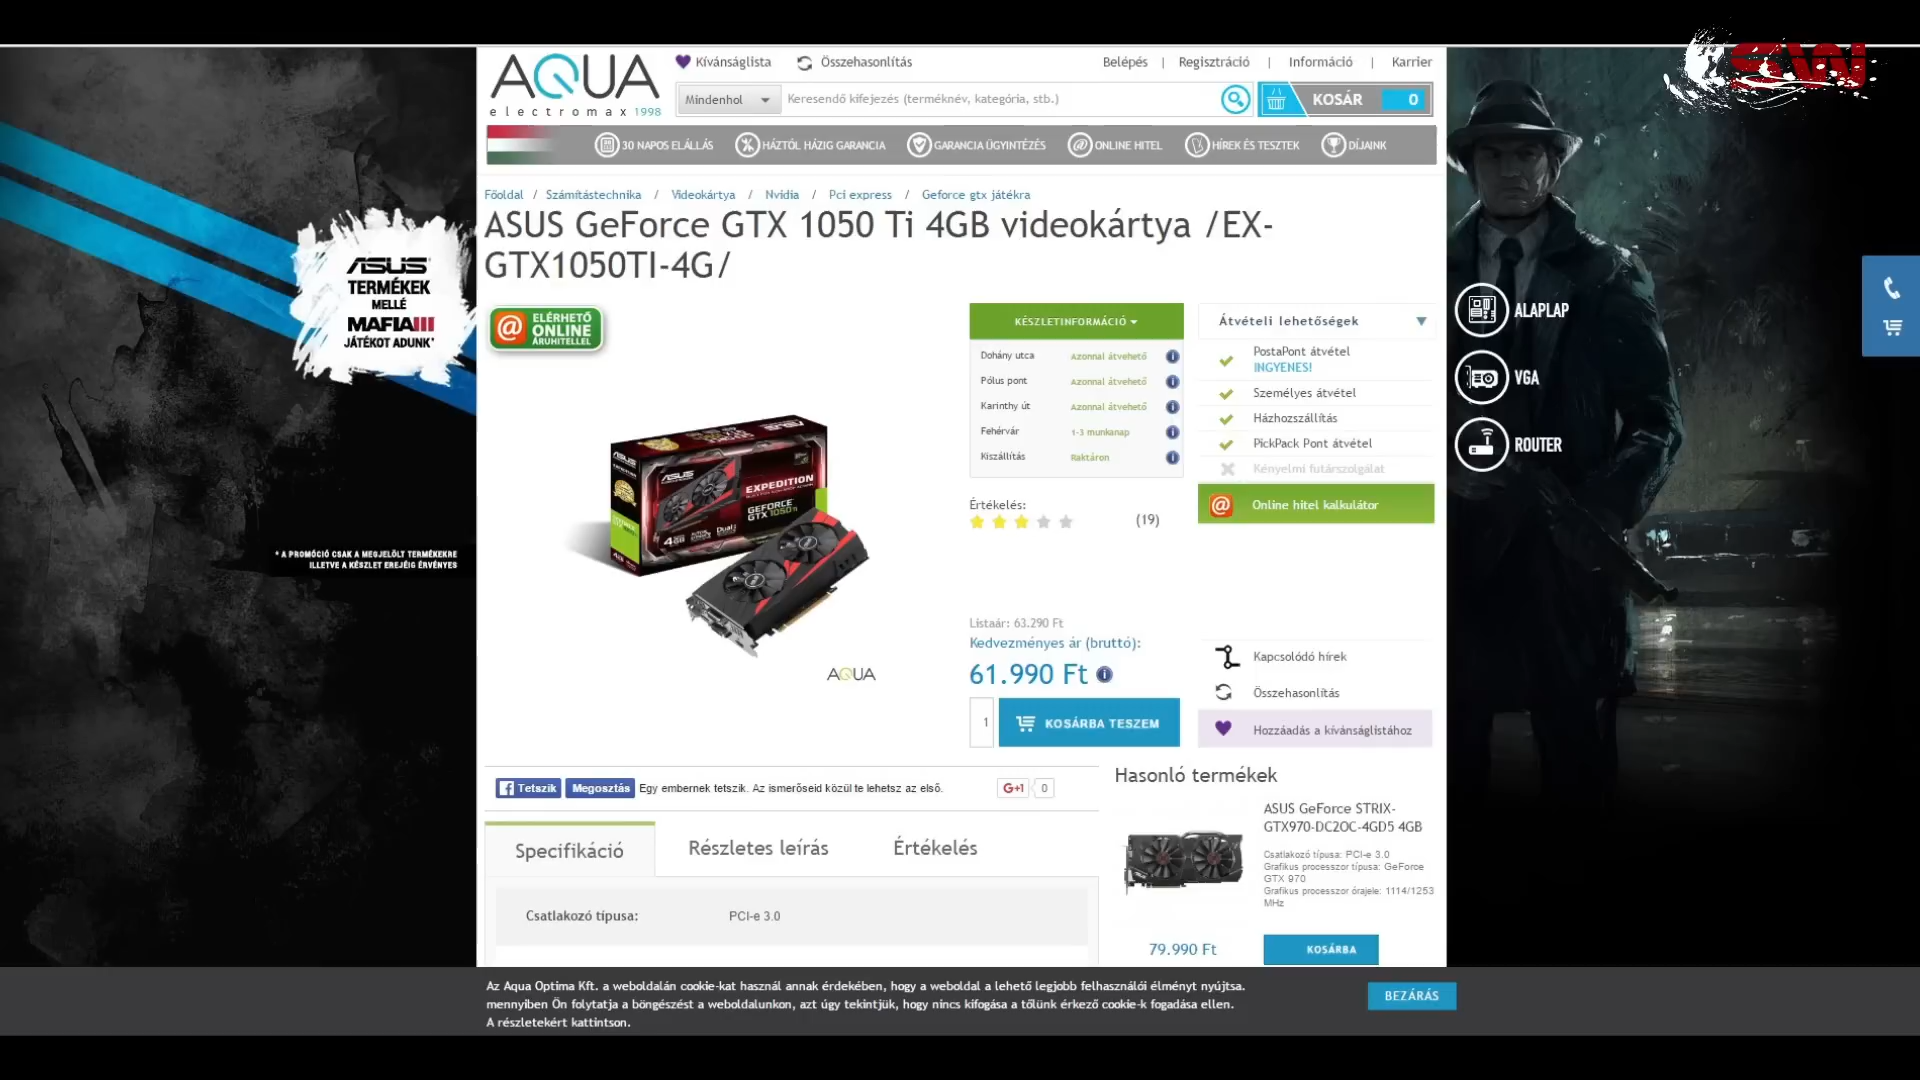 AQUA
electromax 1998
Kívánságlista
Összehasonlítás
Belépés | Regisztráció | Információ | Karrier
Mindenhol
Keresendő kifejezés (terméknév, kategória, stb.)
KOSÁR 0
SW
30 NAPOS ELÁLLÁS
HÁZTÓL HÁZIG GARANCIA
GARANCIA ÜGYINTÉZÉS
ONLINE HITEL
HÍREK ÉS TESZTEK
DÍJAINK
Főoldal / Számítástechnika / Videokártya / Nvidia / Pci express / Geforce gtx játékra
ASUS GeForce GTX 1050 Ti 4GB videokártya /EX-
GTX1050TI-4G/
ASUS
TERMÉKEK
MELLÉ
MAFIA III
JÁTÉKOT ADUNK*
* A PROMÓCIÓ CSAK A MEGJELÖLT TERMÉKEKRE
ILLETVE A KÉSZLET EREJÉIG ÉRVÉNYES
ELÉRHETŐ
ONLINE
ÁRUHITELLEL
ASUS
EXPEDITION
GEFORCE
GTX 1050 Ti
4GB
Dual
AQUA
KÉSZLETINFORMÁCIÓ
Dohány utca Azonnal átvehető
Pólus pont Azonnal átvehető
Karinthy út Azonnal átvehető
Fehérvár 1-3 munkanap
Kiszállítás Raktáron
Értékelés:
(19)
Listaár: 63.290 Ft
Kedvezményes ár (bruttó):
61.990 Ft
1
KOSÁRBA TESZEM
Átvételi lehetőségek
PostaPont átvétel
INGYENES!
Személyes átvétel
Házhozszállítás
PickPack Pont átvétel
Kényelmi futárszolgálat
Online hitel kalkulátor
Kapcsolódó hírek
Összehasonlítás
Hozzáadás a kívánságlistához
ALAPLAP
VGA
ROUTER
Tetszik
Megosztás
Egy embernek tetszik. Az ismerőseid közül te lehetsz az első.
G+1 0
Specifikáció
Részletes leírás
Értékelés
Csatlakozó típusa: PCI-e 3.0
Hasonló termékek
ASUS GeForce STRIX-
GTX970-DC2OC-4GD5 4GB
Csatlakozó típusa: PCI-e 3.0
Grafikus processzor típusa: GeForce
GTX 970
Grafikus processzor órajele: 1114/1253
MHz
79.990 Ft
KOSÁRBA
Az Aqua Optima Kft. a weboldalán cookie-kat használ annak érdekében, hogy a weboldal a lehető legjobb felhasználói élményt nyújtsa.
mennyiben Ön folytatja a böngészést a weboldalunkon, azt úgy tekintjük, hogy nincs kifogása a tőlünk érkező cookie-k fogadása ellen.
A részletekért kattintson.
BEZÁRÁS